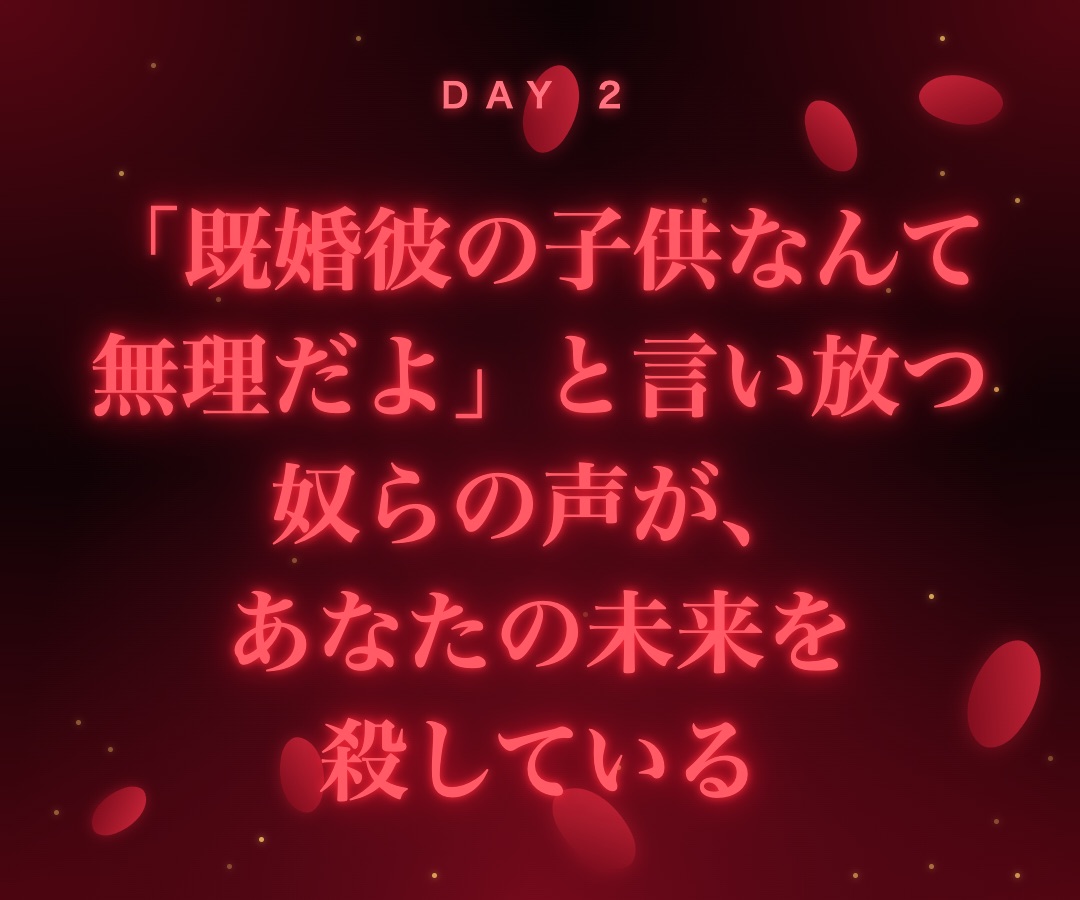 DAY 2
「既婚彼の子供なんて
無理だよ」と言い放つ
奴らの声が、
あなたの未来を
殺している